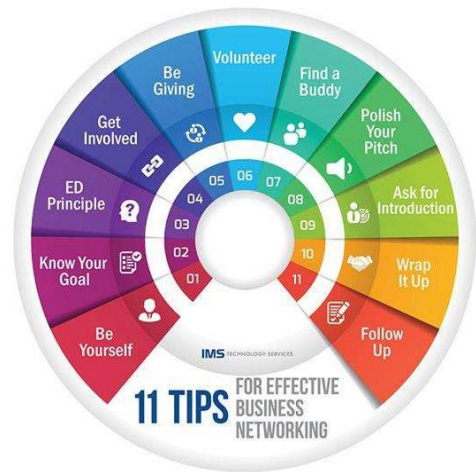 Be
Yourself
01
Know Your
Goal
02
ED
Principle
03
Get
Involved
04
Be
Giving
05
Volunteer
06
Find a
Buddy
07
Polish
Your
Pitch
08
Ask for
Introduction
09
Wrap
It Up
10
Follow
Up
11
IMS TECHNOLOGY SERVICES
11 TIPS
FOR EFFECTIVE
BUSINESS
NETWORKING